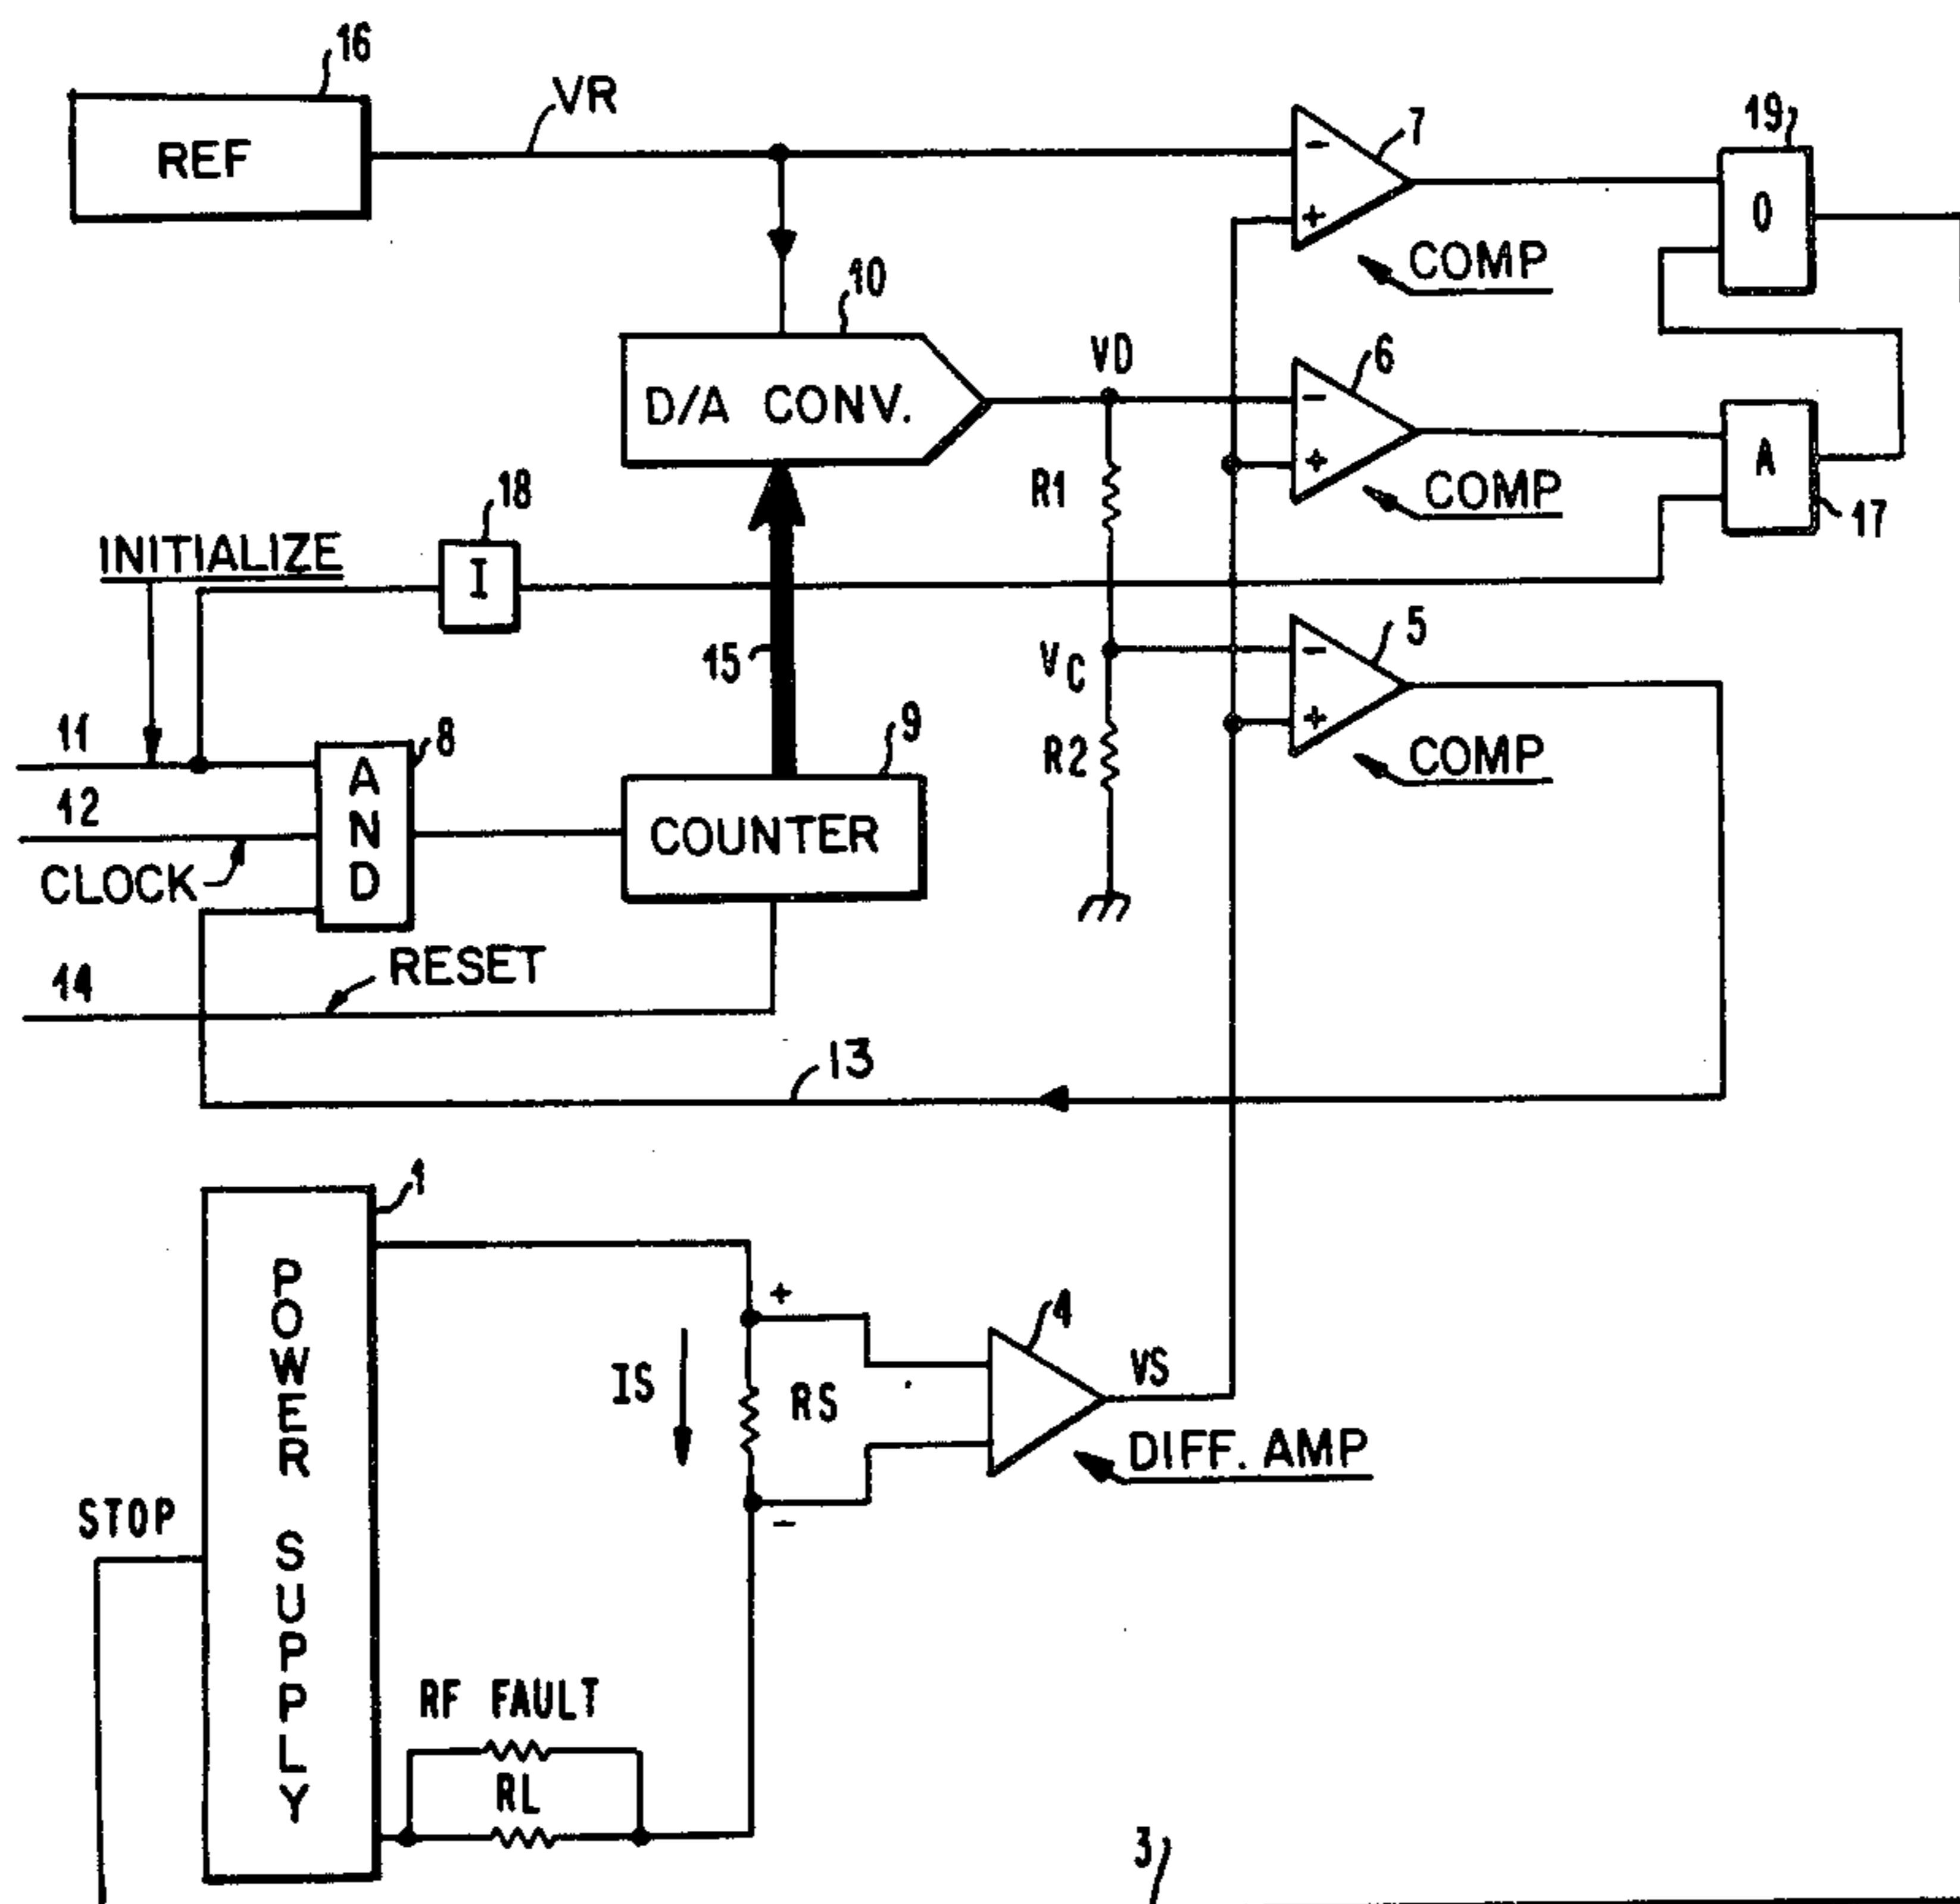 16
REF
VR
7
19
- 
+
O
COMP
10
D/A CONV.
VD
6
-
+
A
COMP
17
R1
18
INITIALIZE
I
15
VC
5
-
+
COMP
R2
11
8
9
12
AND
COUNTER
CLOCK
14
RESET
13
1
POWER SUPPLY
+
4
IS
RS
VS
DIFF. AMP
-
STOP
RF FAULT
RL
3